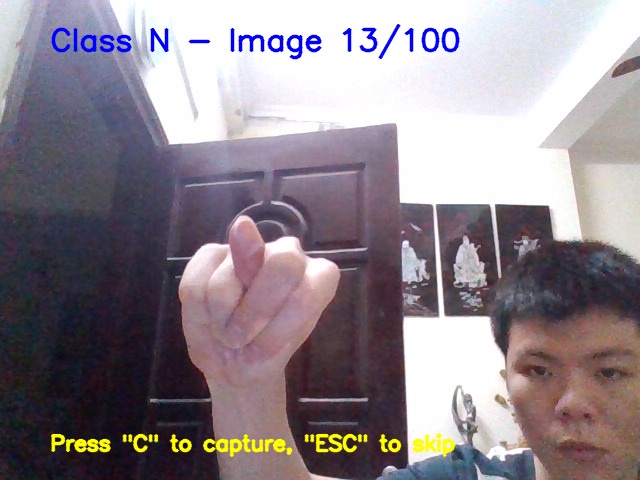 Class N - Image 13/100
Press "C" to capture, "ESC" to skip